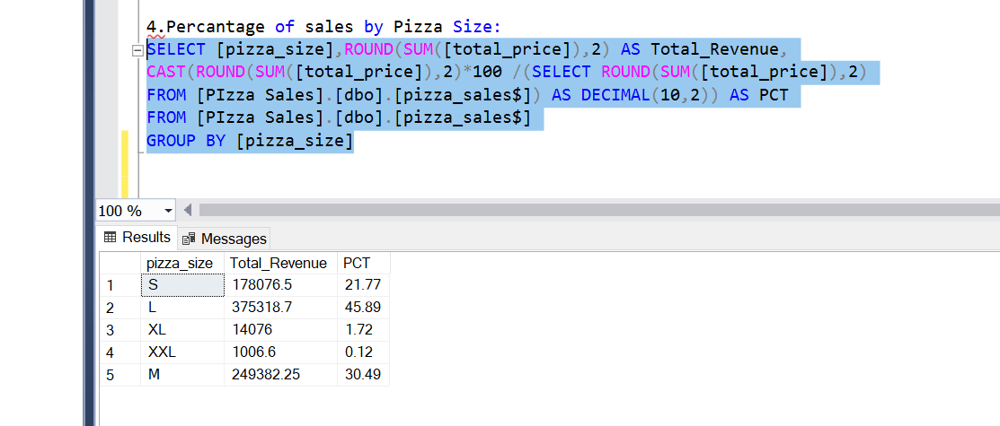 4.Percantage of sales by Pizza Size:
SELECT [pizza_size],ROUND(SUM([total_price]),2) AS Total_Revenue,
CAST(ROUND(SUM([total_price]),2)*100 /(SELECT ROUND(SUM([total_price]),2)
FROM [PIzza Sales].[dbo].[pizza_sales$]) AS DECIMAL(10,2)) AS PCT
FROM [PIzza Sales].[dbo].[pizza_sales$]
GROUP BY [pizza_size]
100 %
Results Messages
pizza_size Total_Revenue PCT
1 S 178076.5 21.77
2 L 375318.7 45.89
3 XL 14076 1.72
4 XXL 1006.6 0.12
5 M 249382.25 30.49